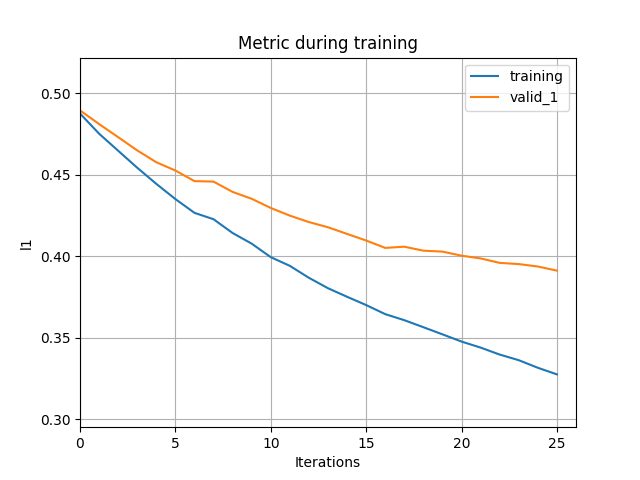 Metric during training
training
valid_1
0.50
0.45
0.40
0.35
0.30
l1
0 5 10 15 20 25
Iterations